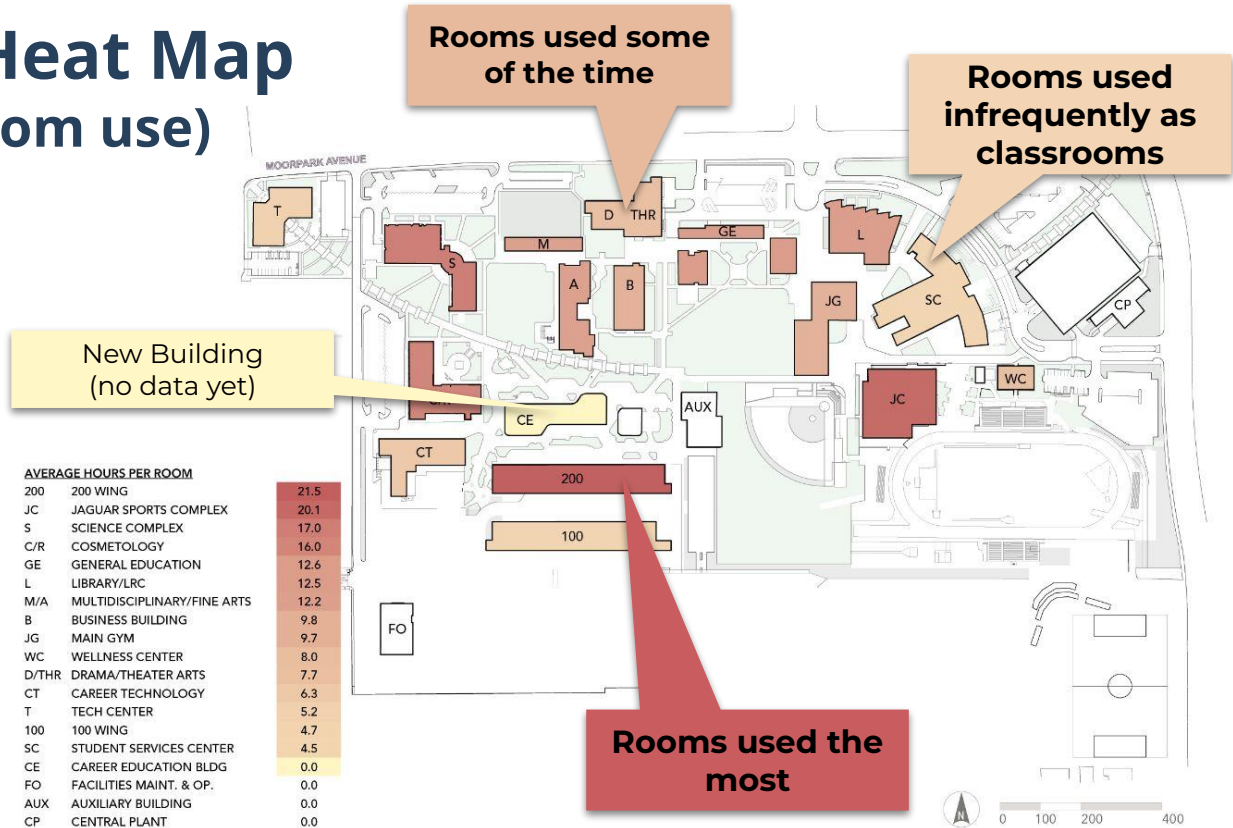 Heat Map
om use)
Rooms used some
of the time
Rooms used
infrequently as
classrooms
MOORPARK AVENUE
T
D
THR
GE
L
M
S
A
B
JG
SC
CP
New Building
(no data yet)
WC
JC
AUX
CE
CT
200
100
FO
AVERAGE HOURS PER ROOM
200 200 WING 21.5
JC JAGUAR SPORTS COMPLEX 20.1
S SCIENCE COMPLEX 17.0
C/R COSMETOLOGY 16.0
GE GENERAL EDUCATION 12.6
L LIBRARY/LRC 12.5
M/A MULTIDISCIPLINARY/FINE ARTS 12.2
B BUSINESS BUILDING 9.8
JG MAIN GYM 9.7
WC WELLNESS CENTER 8.0
D/THR DRAMA/THEATER ARTS 7.7
CT CAREER TECHNOLOGY 6.3
T TECH CENTER 5.2
100 100 WING 4.7
SC STUDENT SERVICES CENTER 4.5
CE CAREER EDUCATION BLDG 0.0
FO FACILITIES MAINT. & OP. 0.0
AUX AUXILIARY BUILDING 0.0
CP CENTRAL PLANT 0.0
Rooms used the
most
N
0 100 200 400